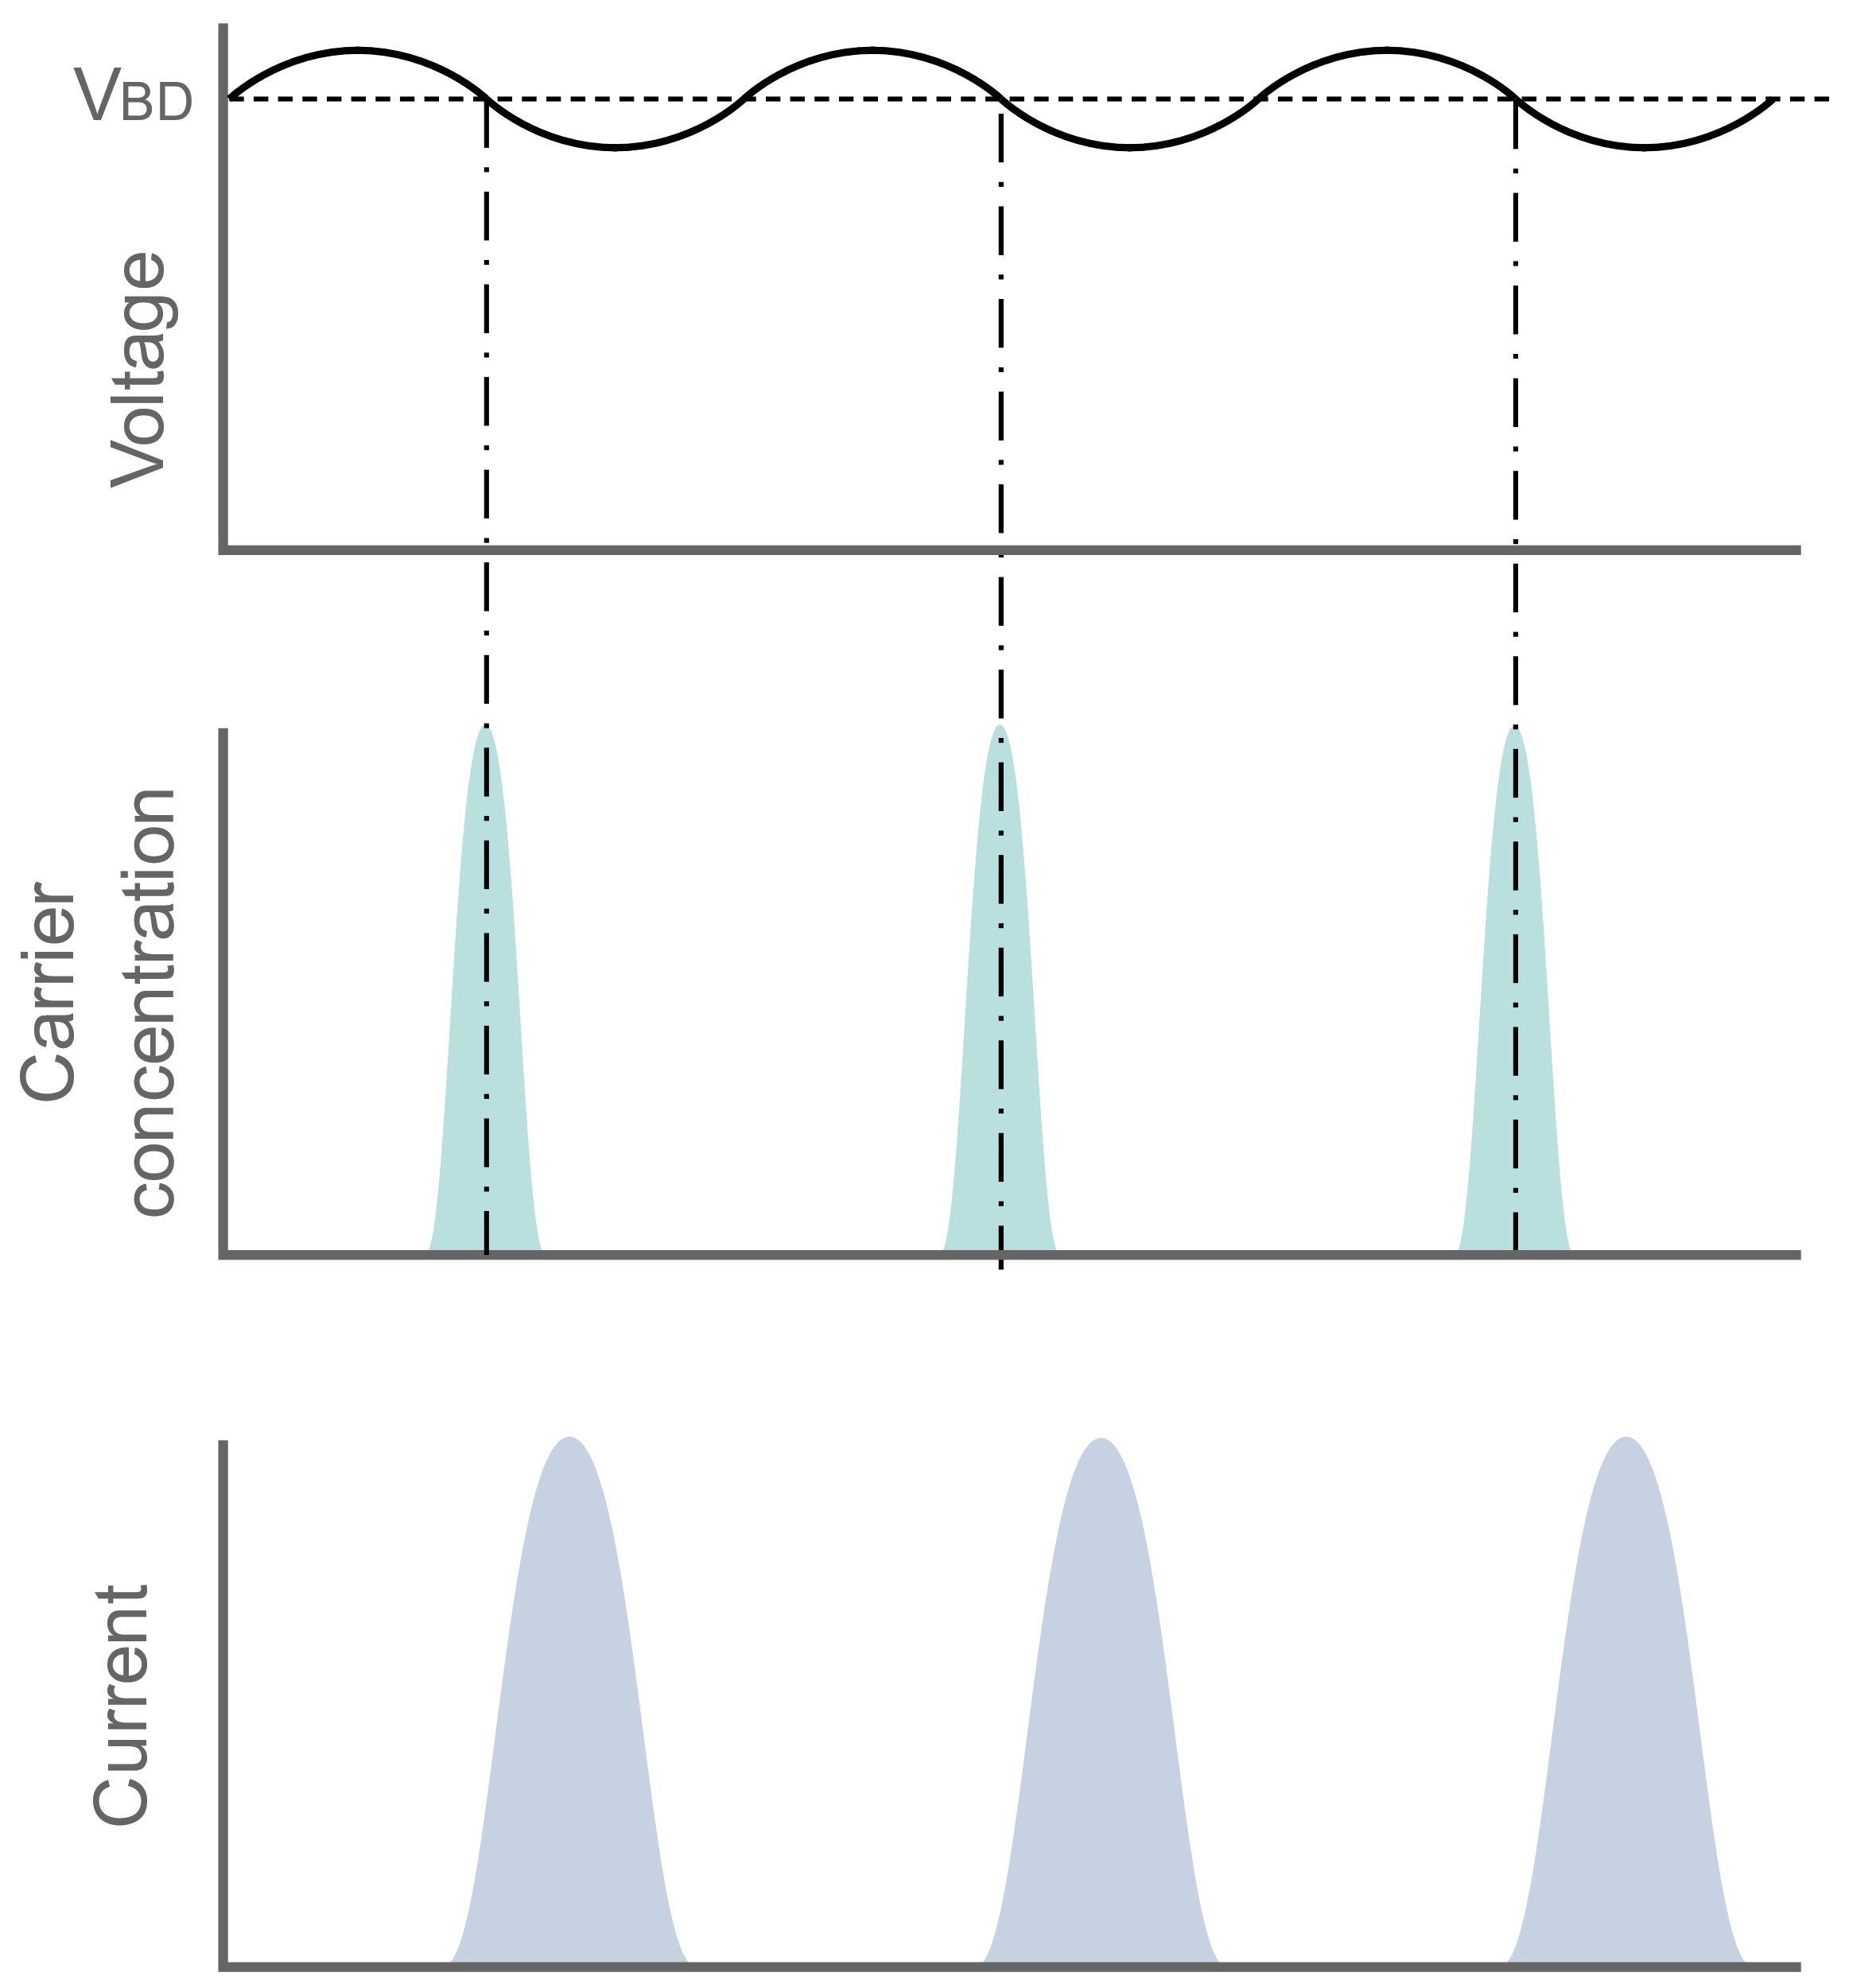 VBD
Voltage
Carrier
concentration
Current